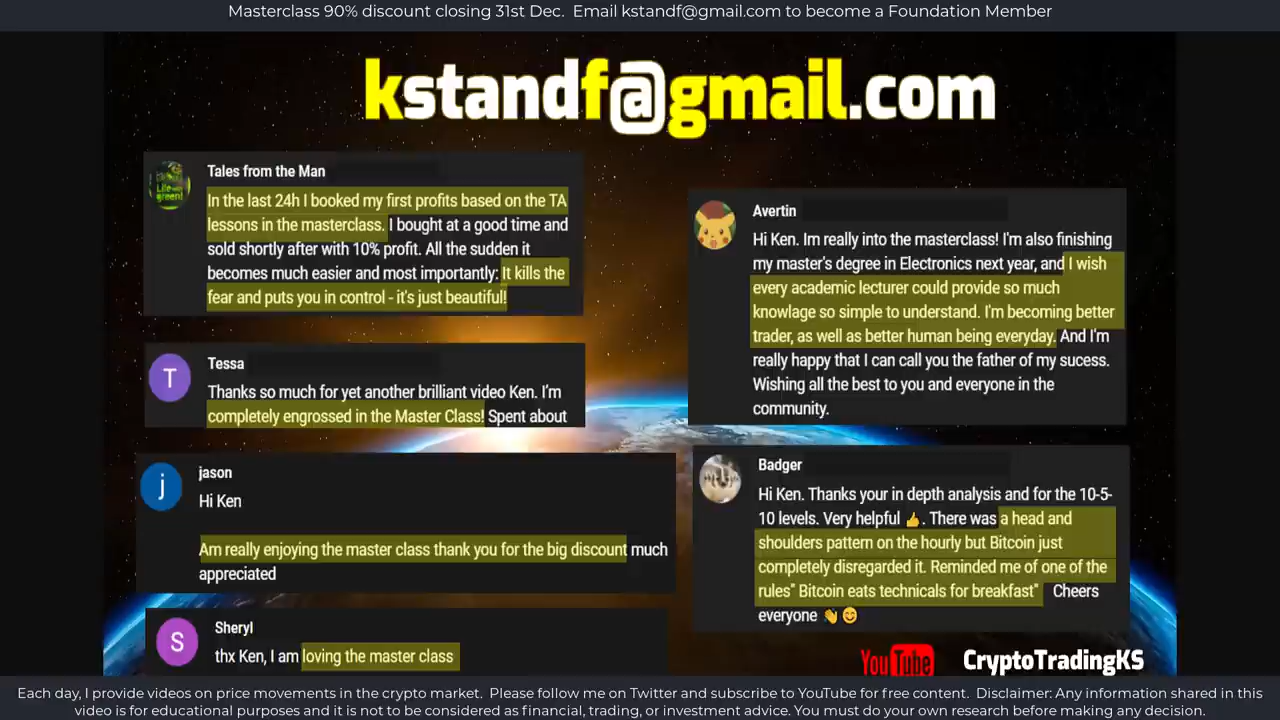 Masterclass 90% discount closing 31st Dec. Email kstandf@gmail.com to become a Foundation Member
kstandf@gmail.com
Tales from the Man
In the last 24h I booked my first profits based on the TA
lessons in the masterclass. I bought at a good time and
sold shortly after with 10% profit. All the sudden it
becomes much easier and most importantly: It kills the
fear and puts you in control - it's just beautiful!
T
Tessa
Thanks so much for yet another brilliant video Ken. I'm
completely engrossed in the Master Class! Spent about
j
jason
Hi Ken
Am really enjoying the master class thank you for the big discount much
appreciated
S
Sheryl
thx Ken, I am loving the master class
Avertin
Hi Ken. Im really into the masterclass! I'm also finishing
my master's degree in Electronics next year, and I wish
every academic lecturer could provide so much
knowlage so simple to understand. I'm becoming better
trader, as well as better human being everyday. And I'm
really happy that I can call you the father of my sucess.
Wishing all the best to you and everyone in the
community.
Badger
Hi Ken. Thanks your in depth analysis and for the 10-5-
10 levels. Very helpful 👍. There was a head and
shoulders pattern on the hourly but Bitcoin just
completely disregarded it. Reminded me of one of the
rules" Bitcoin eats technicals for breakfast" Cheers
everyone 👋😊
YouTube CryptoTradingKS
Each day, I provide videos on price movements in the crypto market. Please follow me on Twitter and subscribe to YouTube for free content. Disclaimer: Any information shared in this
video is for educational purposes and it is not to be considered as financial, trading, or investment advice. You must do your own research before making any decision.